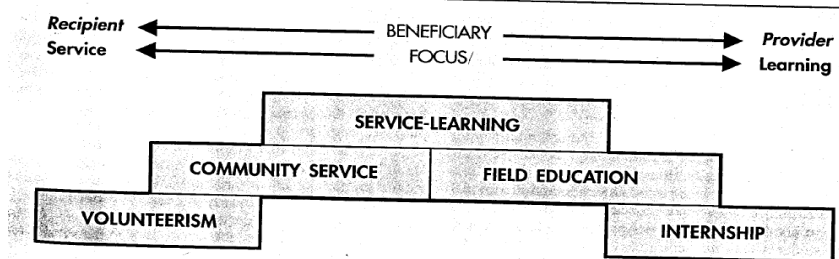 Recipient BENEFICIARY Provider
Service FOCUS/ Learning
SERVICE-LEARNING
COMMUNITY SERVICE FIELD EDUCATION
VOLUNTEERISM INTERNSHIP